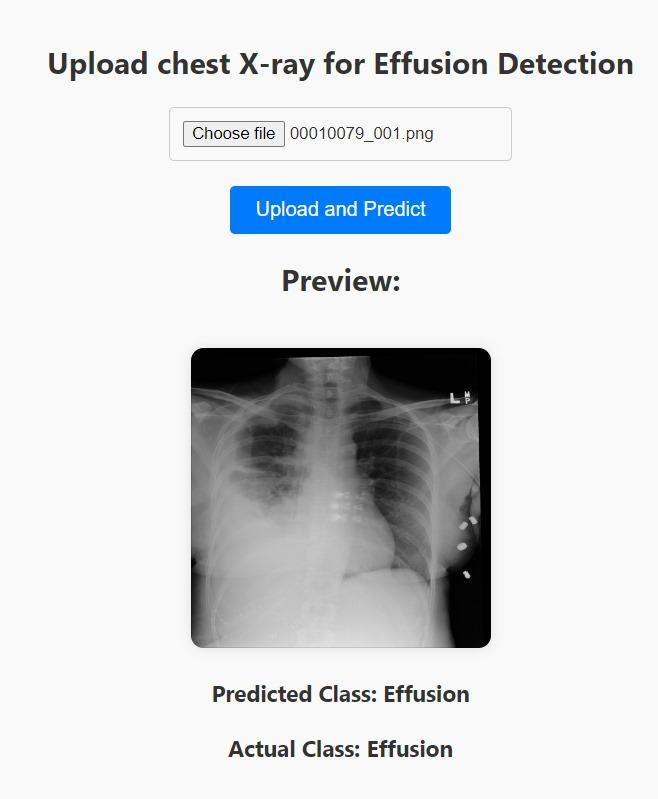 Upload chest X-ray for Effusion Detection
Choose file 00010079_001.png
Upload and Predict
Preview:
L MP
Predicted Class: Effusion
Actual Class: Effusion